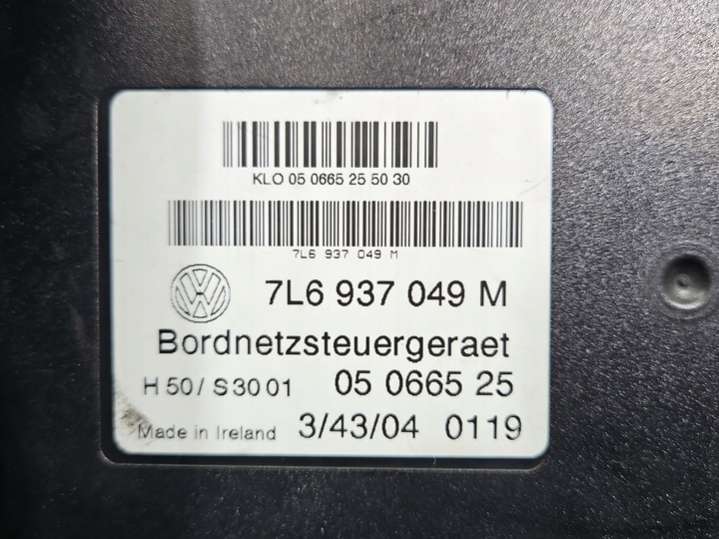 KLO 05 0665 25 50 30
7L6 937 049 M
7L6 937 049 M
Bordnetzsteuergeraet
H 50 / S 30 01 05 0665 25
Made in Ireland 3/43/04 0119